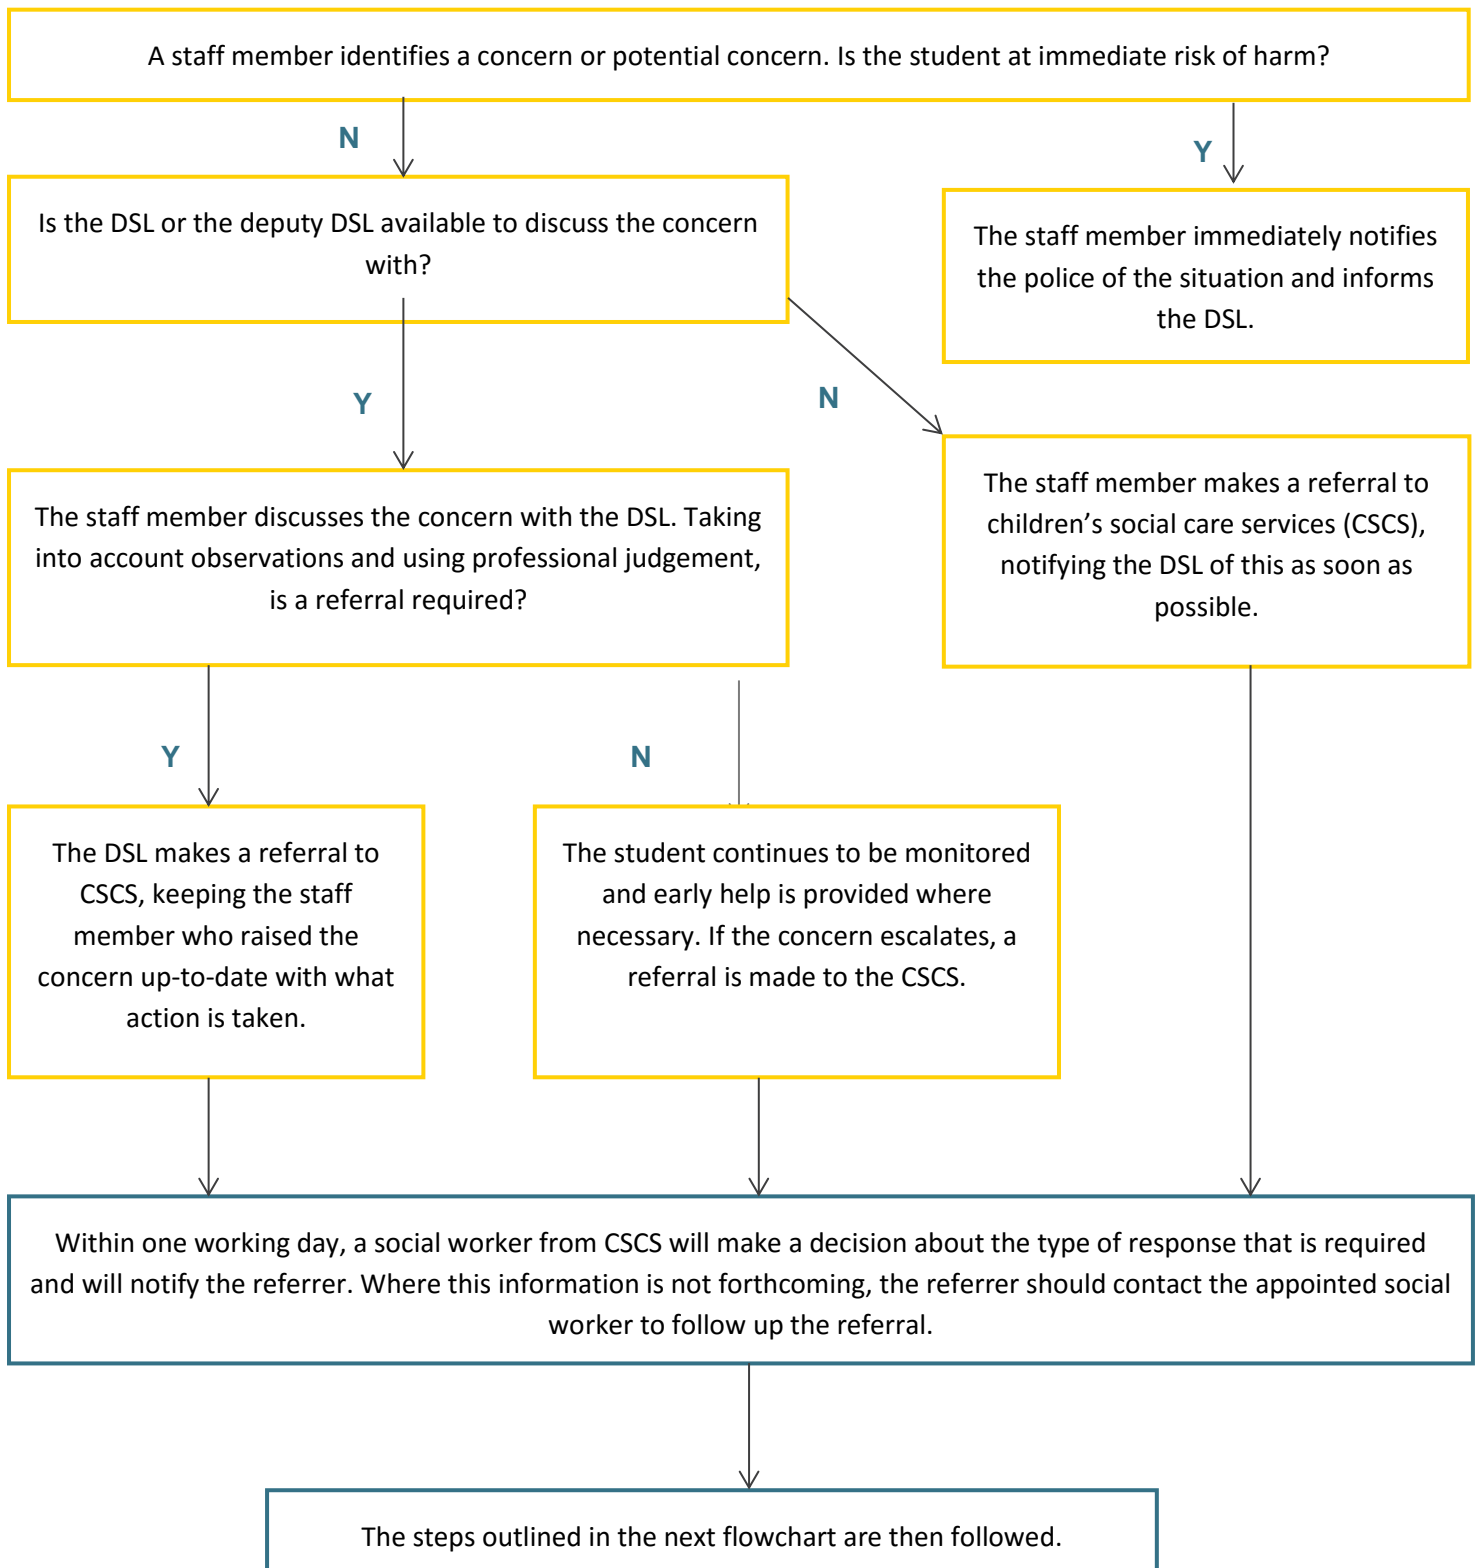 A staff member identifies a concern or potential concern. Is the student at immediate risk of harm?
N
Y
Is the DSL or the deputy DSL available to discuss the concern
with?
The staff member immediately notifies
the police of the situation and informs
the DSL.
Y
N
The staff member discusses the concern with the DSL. Taking
into account observations and using professional judgement,
is a referral required?
The staff member makes a referral to
children’s social care services (CSCS),
notifying the DSL of this as soon as
possible.
Y
N
The DSL makes a referral to
CSCS, keeping the staff
member who raised the
concern up-to-date with what
action is taken.
The student continues to be monitored
and early help is provided where
necessary. If the concern escalates, a
referral is made to the CSCS.
Within one working day, a social worker from CSCS will make a decision about the type of response that is required
and will notify the referrer. Where this information is not forthcoming, the referrer should contact the appointed social
worker to follow up the referral.
The steps outlined in the next flowchart are then followed.